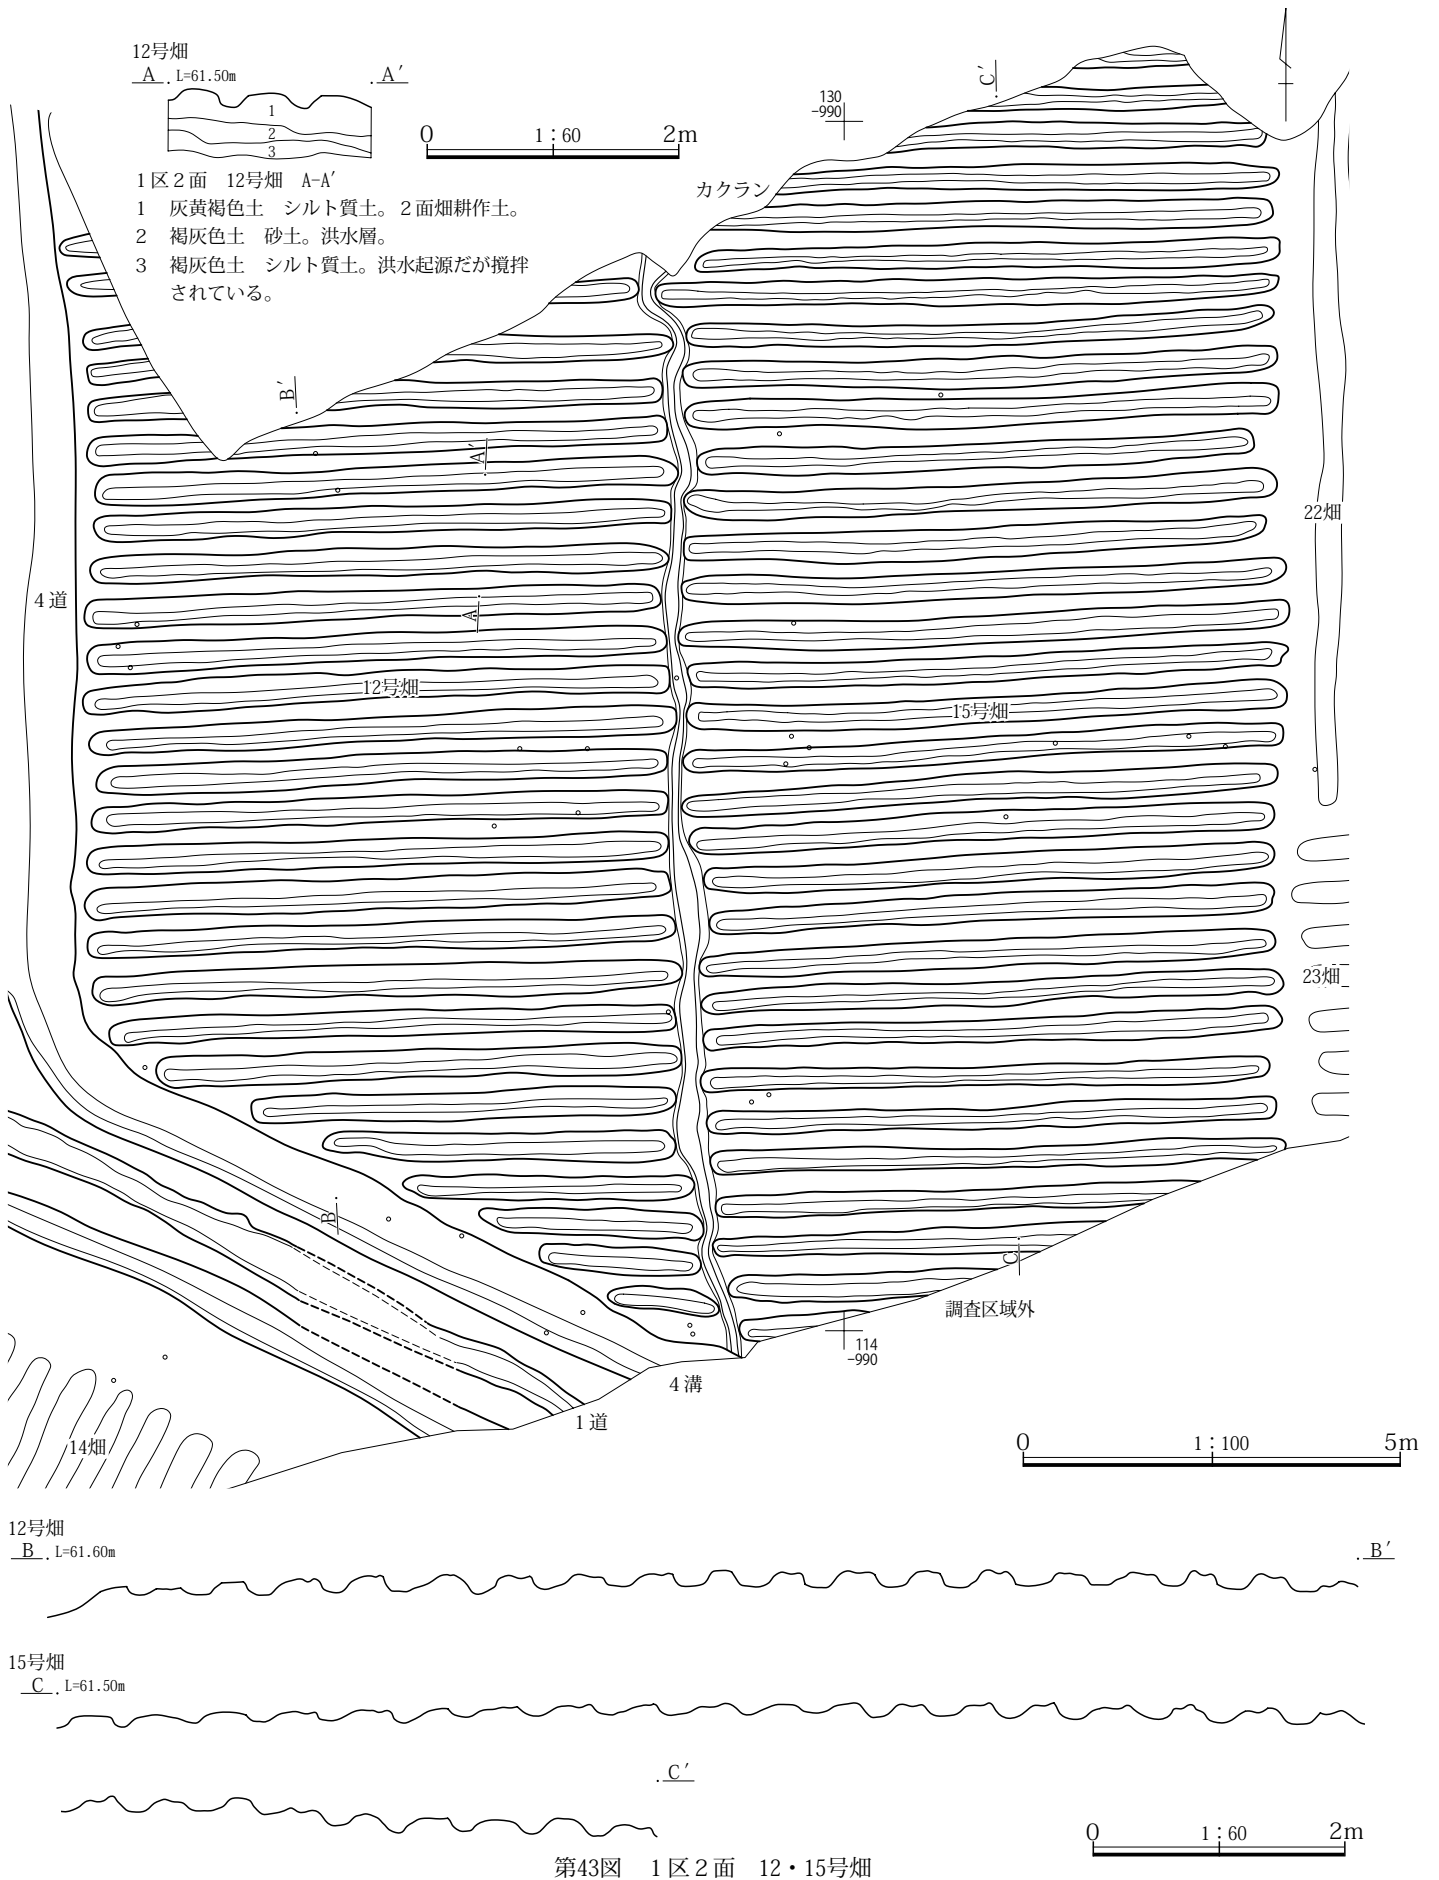 12号畑
A . L=61.50m . A′
1
2
3
0 1：60 2m
1区2面　12号畑　A-A′
1　灰黄褐色土　シルト質土。2面畑耕作土。
2　褐灰色土　砂土。洪水層。
3　褐灰色土　シルト質土。洪水起源だが撹拌
されている。
C′
130
-990
カクラン
B′
A′
22畑
4道
A
12号畑
15号畑
23畑
B
C
調査区域外
114
-990
4溝
1道
14畑
0 1：100 5m
12号畑
B . L=61.60m . B′
15号畑
C . L=61.50m
. C′
0 1：60 2m
第43図　1区2面　12・15号畑